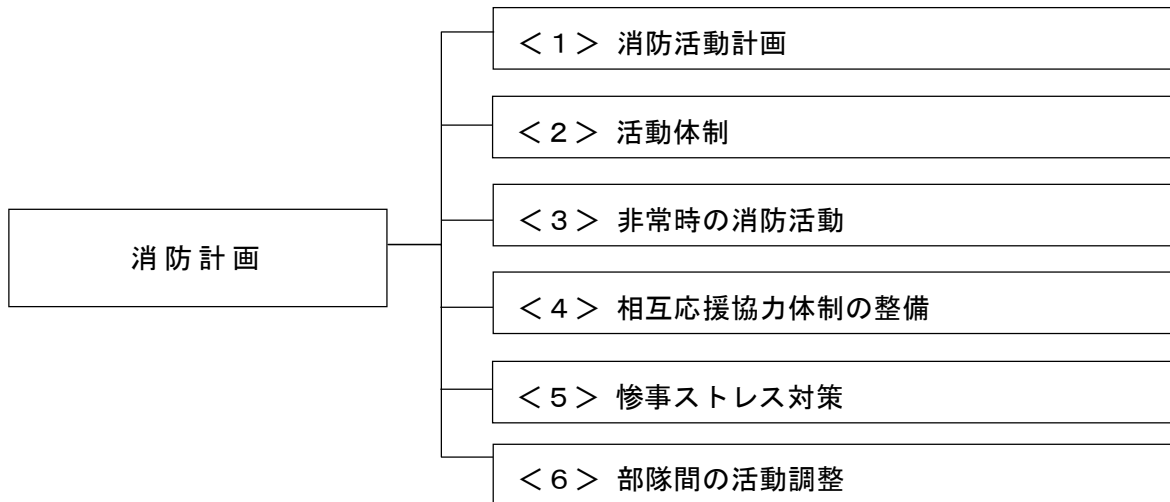 <１> 消防活動計画
<２> 活動体制
<３> 非常時の消防活動
消防計画
<４> 相互応援協力体制の整備
<５> 惨事ストレス対策
<６> 部隊間の活動調整